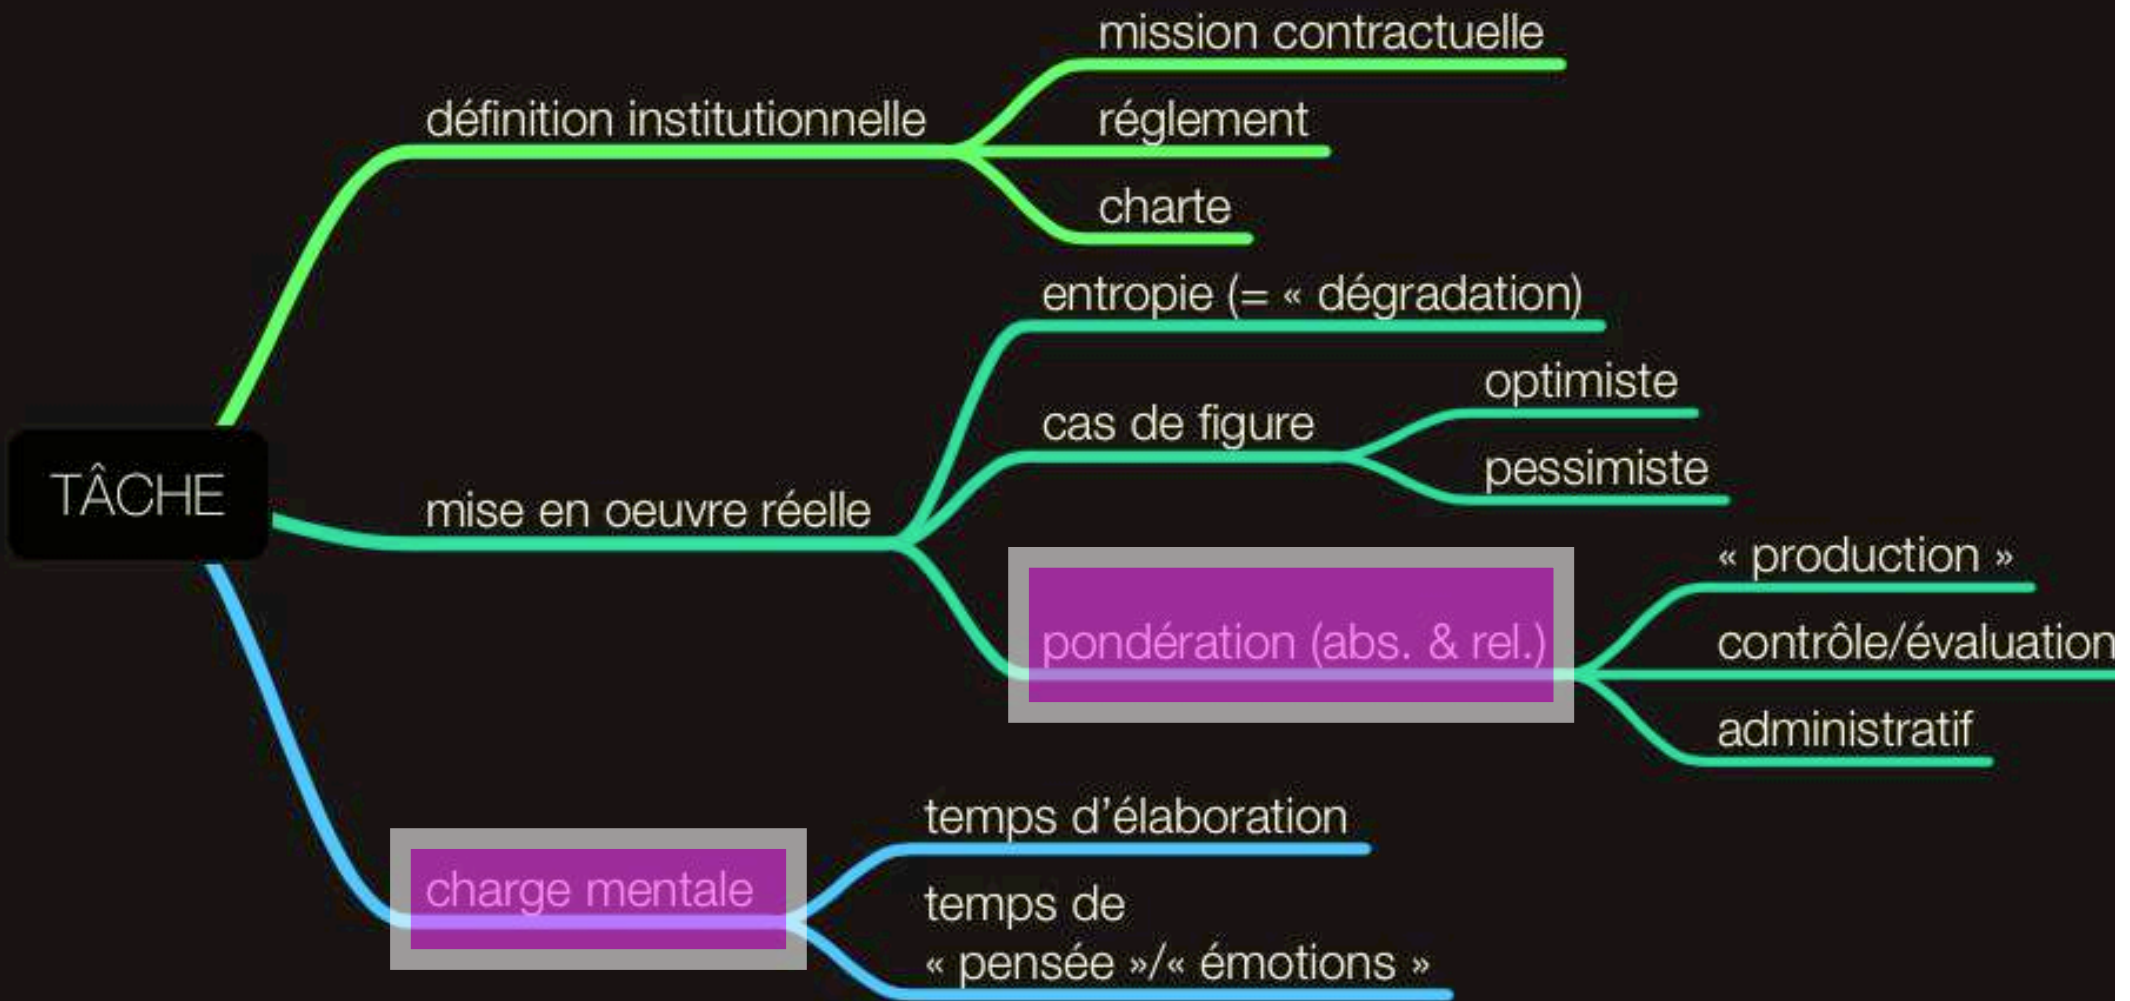 mission contractuelle
définition institutionnelle
réglement
charte
entropie (= « dégradation)
optimiste
cas de figure
pessimiste
TÂCHE
mise en oeuvre réelle
« production »
pondération (abs. & rel.)
contrôle/évaluation
administratif
temps d’élaboration
charge mentale
temps de
« pensée »/« émotions »